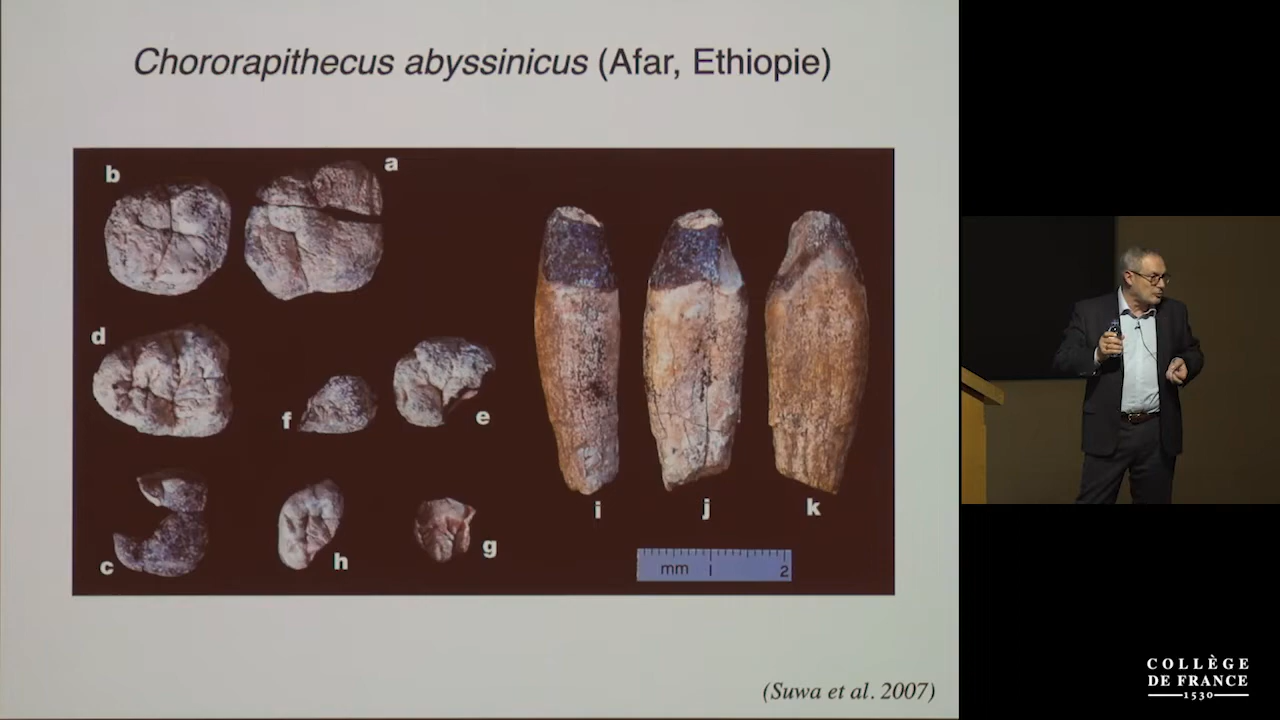 Chororapithecus abyssinicus (Afar, Ethiopie)
b
a
d
f
e
c
h
g
i
j
k
mm 1 2
(Suwa et al. 2007)
COLLÈGE
DE FRANCE
1530